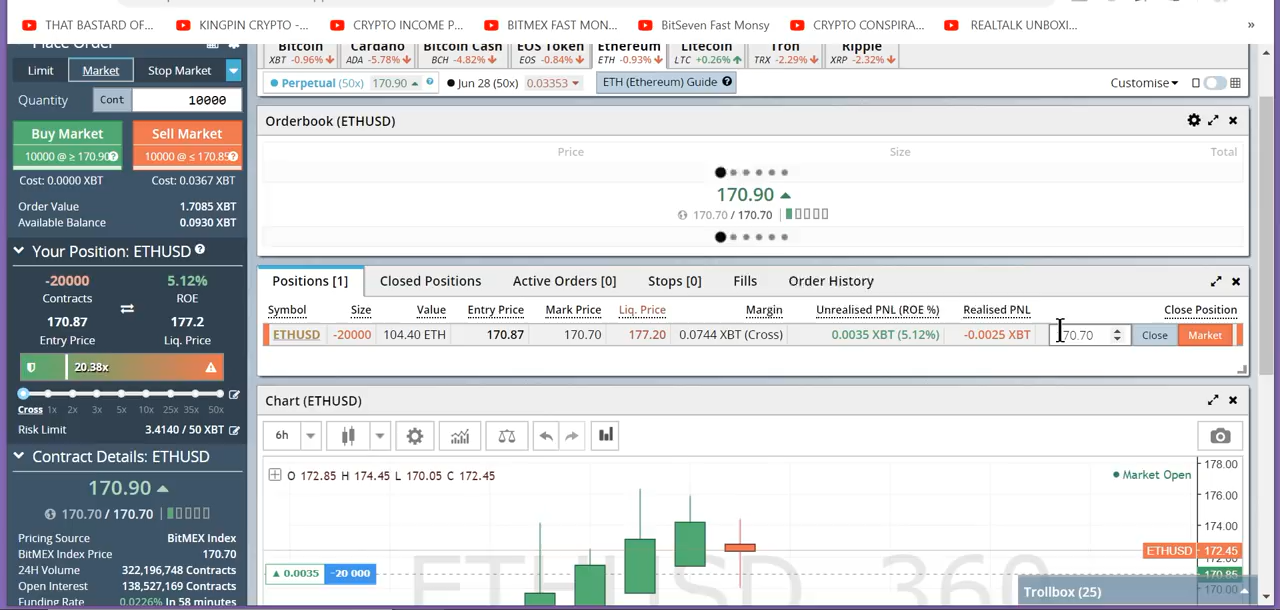 THAT BASTARD OF... KINGPIN CRYPTO -... CRYPTO INCOME P... BITMEX FAST MON... BitSeven Fast Monsy CRYPTO CONSPIRA... REALTALK UNBOXI... »
Place Order
Limit Market Stop Market
Quantity Cont 10000
Buy Market Sell Market
10000 @ ≥ 170.90 10000 @ ≤ 170.85
Cost: 0.0000 XBT Cost: 0.0367 XBT
Order Value 1.7085 XBT
Available Balance 0.0930 XBT
Your Position: ETHUSD
-20000 5.12%
Contracts ROE
170.87 177.2
Entry Price Liq. Price
20.38x
Cross 1x 2x 3x 5x 10x 25x 35x 50x
Risk Limit 3.4140 / 50 XBT
Contract Details: ETHUSD
170.90
170.70 / 170.70
Pricing Source BitMEX Index
BitMEX Index Price 170.70
24H Volume 322,196,748 Contracts
Open Interest 138,527,169 Contracts
Funding Rate 0.0226% In 58 minutes
Bitcoin Cardano Bitcoin Cash EOS Token Ethereum Litecoin Tron Ripple
XBT -0.96% ADA -5.78% BCH -4.82% EOS -0.84% ETH -0.93% LTC +0.26% TRX -2.29% XRP -2.32%
Perpetual (50x) 170.90 Jun 28 (50x) 0.03353 ETH (Ethereum) Guide Customise
Orderbook (ETHUSD)
Price Size Total
170.90
170.70 / 170.70
Positions [1] Closed Positions Active Orders [0] Stops [0] Fills Order History
Symbol Size Value Entry Price Mark Price Liq. Price Margin Unrealised PNL (ROE %) Realised PNL Close Position
ETHUSD -20000 104.40 ETH 170.87 170.70 177.20 0.0744 XBT (Cross) 0.0035 XBT (5.12%) -0.0025 XBT 170.70 Close Market
Chart (ETHUSD)
6h
O 172.85 H 174.45 L 170.05 C 172.45
Market Open
178.00
176.00
174.00
ETHUSD 172.45
172.00
170.85
170.00
0.0035 -20 000
ETHUSD 360
Trollbox (25)